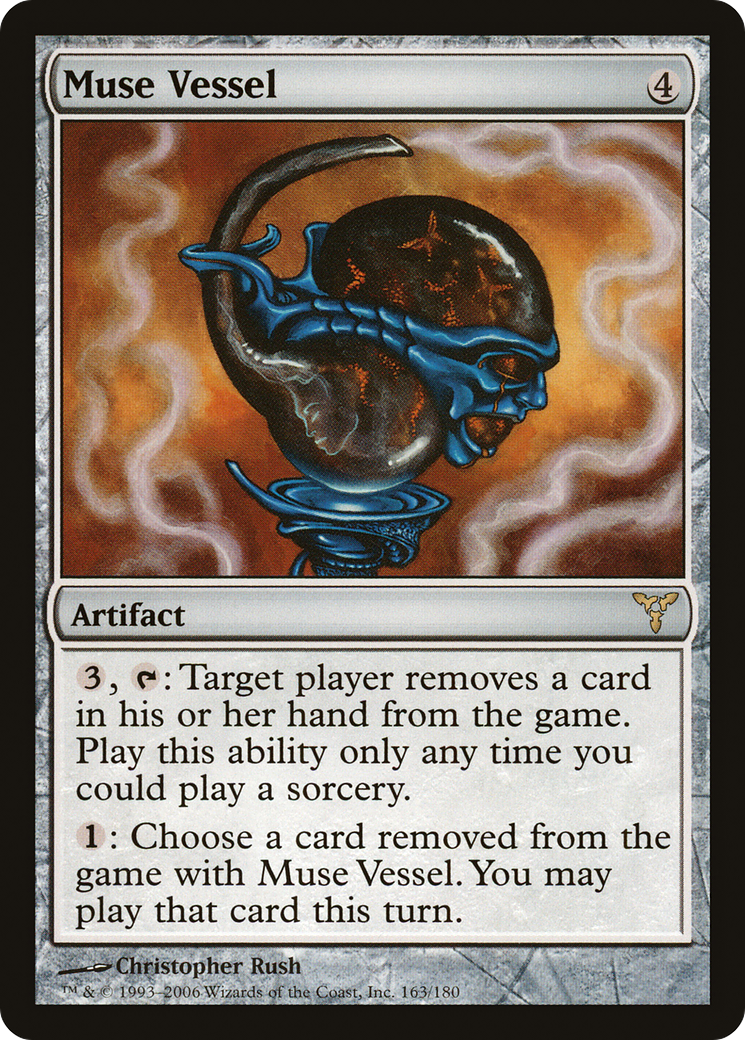 Muse Vessel 4
Artifact
3, : Target player removes a card
in his or her hand from the game.
Play this ability only any time you
could play a sorcery.
1: Choose a card removed from the
game with Muse Vessel. You may
play that card this turn.
Christopher Rush
™ & © 1993–2006 Wizards of the Coast, Inc. 163/180